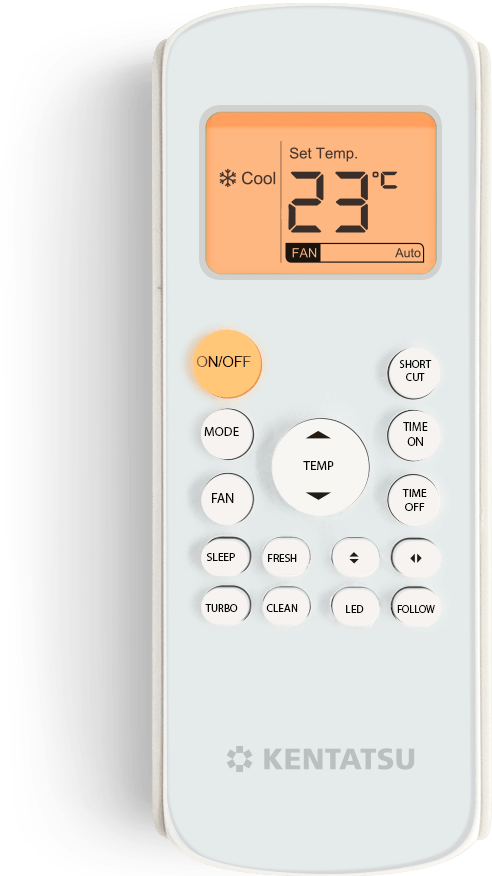 Set Temp.
Cool
23°C
FAN Auto
ON/OFF
SHORT
CUT
MODE
TIME
ON
TEMP
FAN
TIME
OFF
SLEEP FRESH
TURBO CLEAN LED FOLLOW
KENTATSU